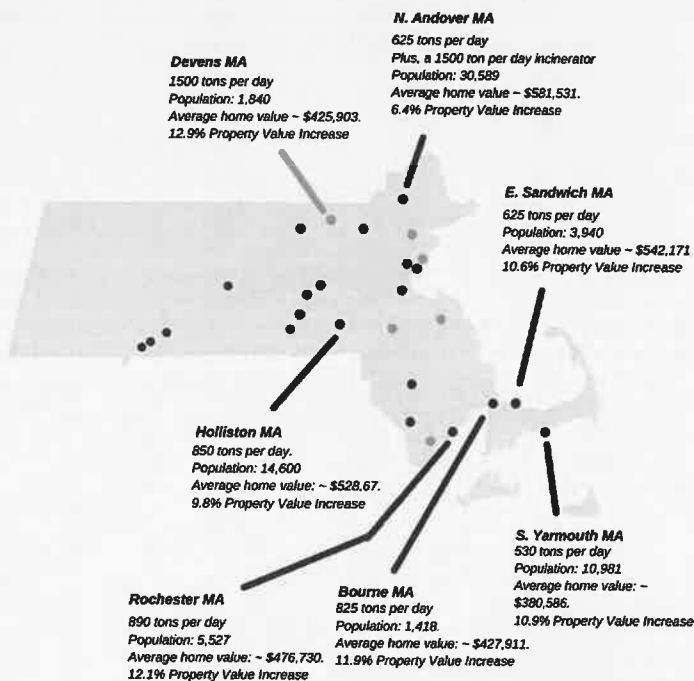 N. Andover MA
625 tons per day
Plus, a 1500 ton per day incinerator
Population: 30,589
Average home value ~ $581,531.
6.4% Property Value Increase
Devens MA
1500 tons per day
Population: 1,840
Average home value ~ $425,903.
12.9% Property Value Increase
E. Sandwich MA
625 tons per day
Population: 3,940
Average home value ~ $542,171
10.6% Property Value Increase
Holliston MA
850 tons per day.
Population: 14,600
Average home value: ~ $528,67.
9.8% Property Value Increase
S. Yarmouth MA
530 tons per day
Population: 10,981
Average home value: ~
$380,586.
10.9% Property Value Increase
Rochester MA
890 tons per day
Population: 5,527
Average home value: ~ $476,730.
12.1% Property Value Increase
Bourne MA
825 tons per day
Population: 1,418.
Average home value: ~ $427,911.
11.9% Property Value Increase